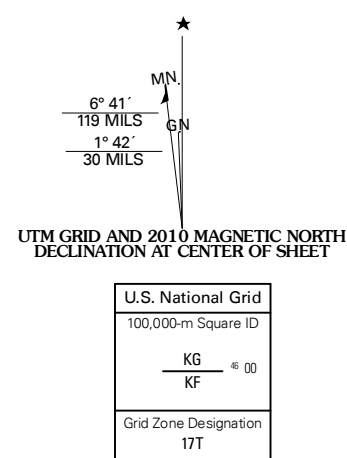 ★
MN.
6° 41´
119 MILS
GN
1° 42´
30 MILS
UTM GRID AND 2010 MAGNETIC NORTH
DECLINATION AT CENTER OF SHEET
U.S. National Grid
100,000-m Square ID
KG
46 00
KF
Grid Zone Designation
17T